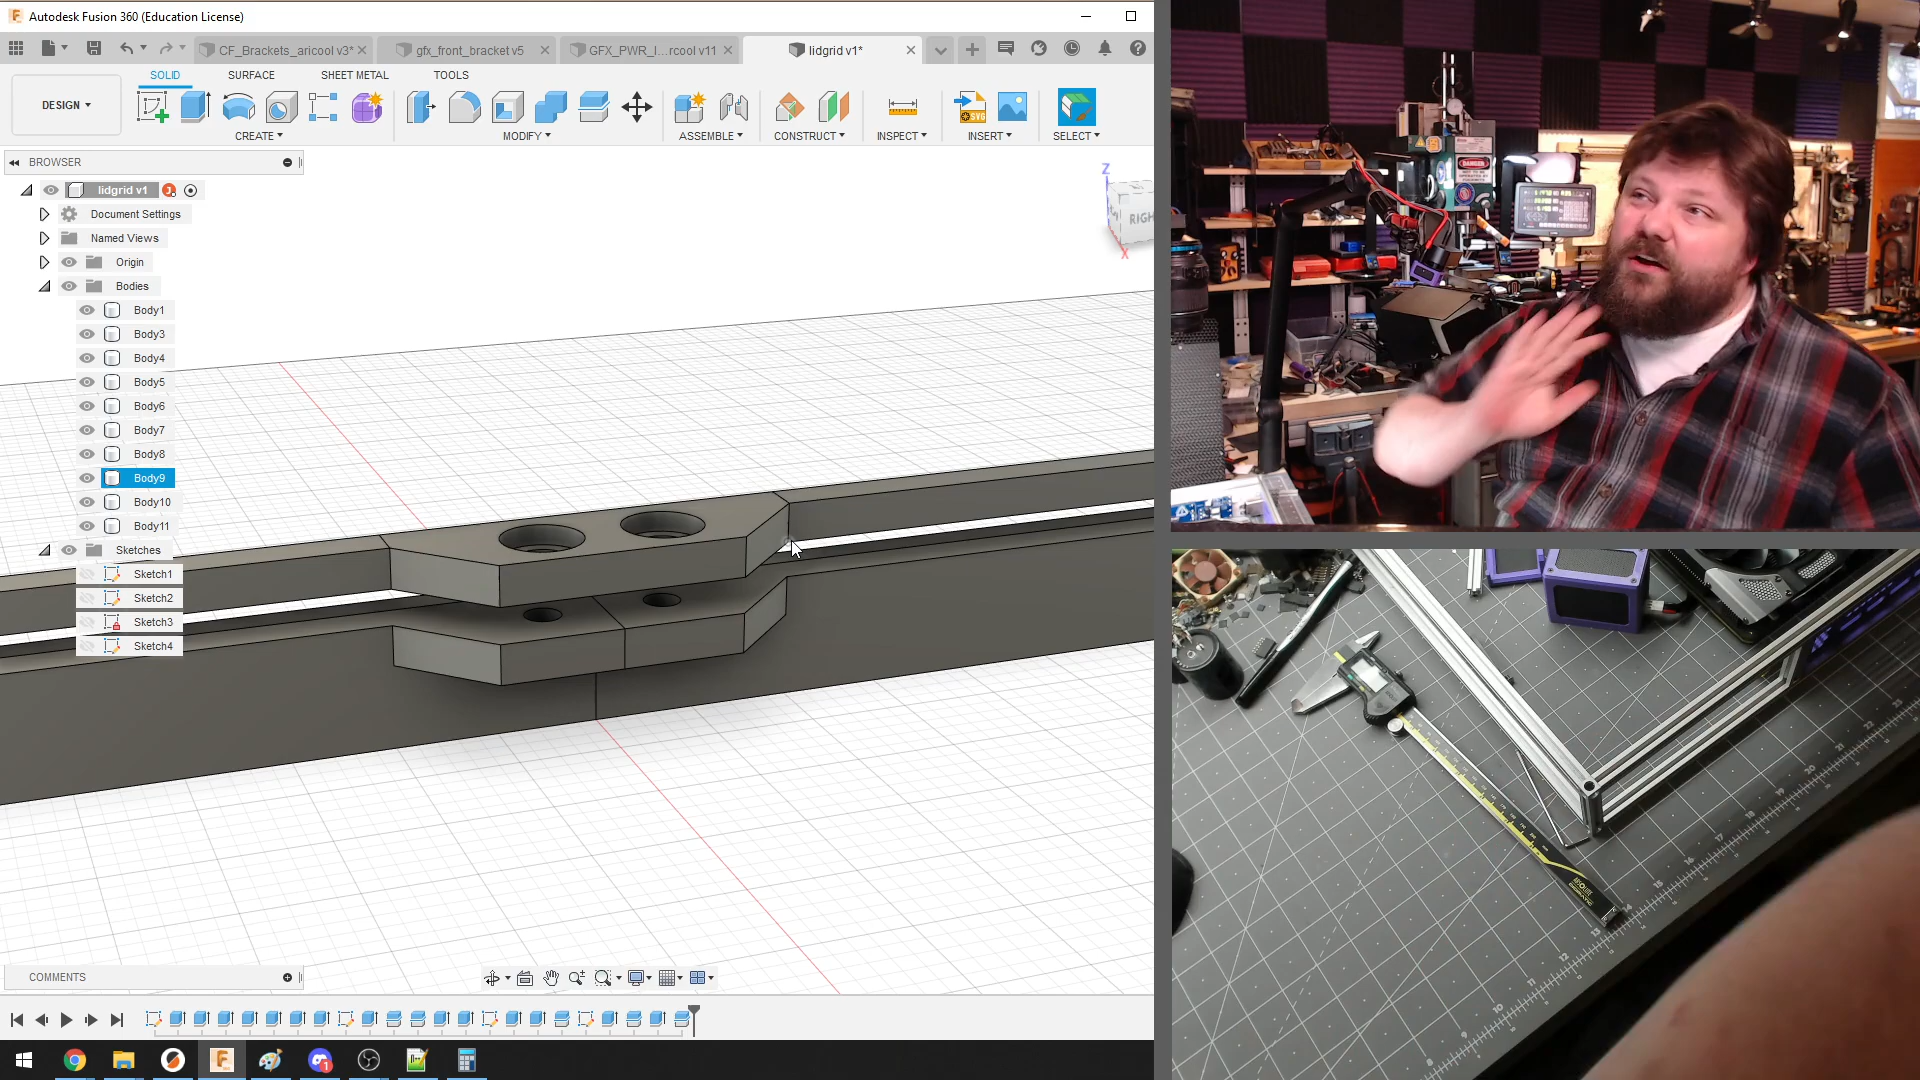 Autodesk Fusion 360 (Education License)
CF_Brackets_aricool v3*
gfx_front_bracket v5
GFX_PWR_I...rcool v11
lidgrid v1*
SOLID
SURFACE
SHEET METAL
TOOLS
DESIGN
CREATE
MODIFY
ASSEMBLE
CONSTRUCT
INSPECT
INSERT
SELECT
BROWSER
lidgrid v1
Document Settings
Named Views
Origin
Bodies
Body1
Body3
Body4
Body5
Body6
Body7
Body8
Body9
Body10
Body11
Sketches
Sketch1
Sketch2
Sketch3
Sketch4
Z
RIGH
X
COMMENTS
DANGER